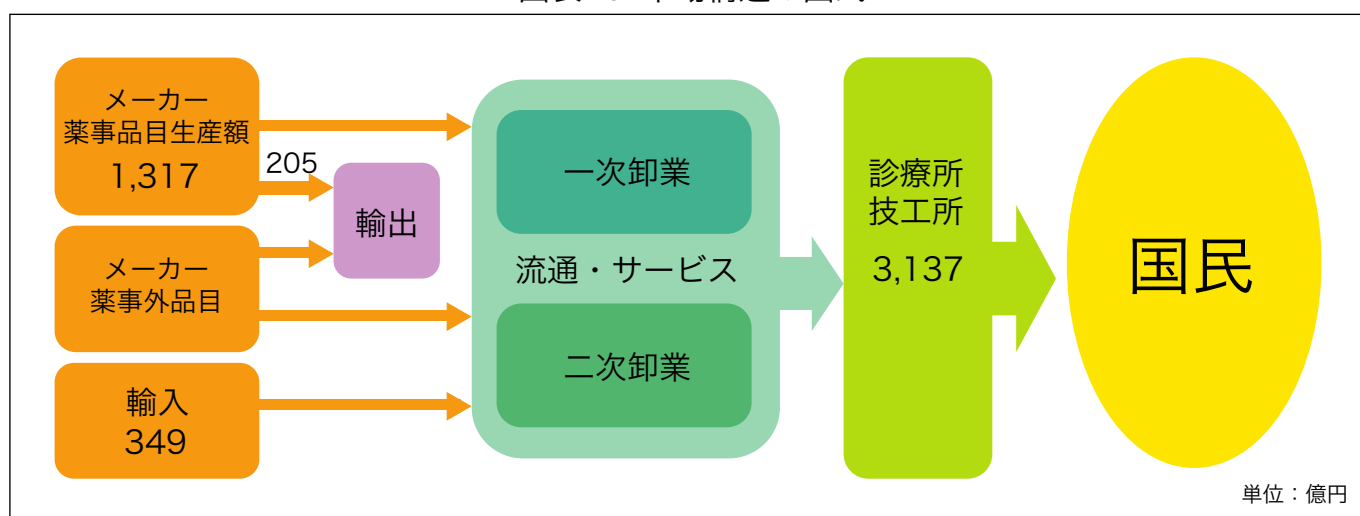 メーカー
薬事品目生産額
1,317
205
輸出
メーカー
薬事外品目
輸入
349
一次卸業
流通・サービス
二次卸業
診療所
技工所
3,137
国民
単位：億円